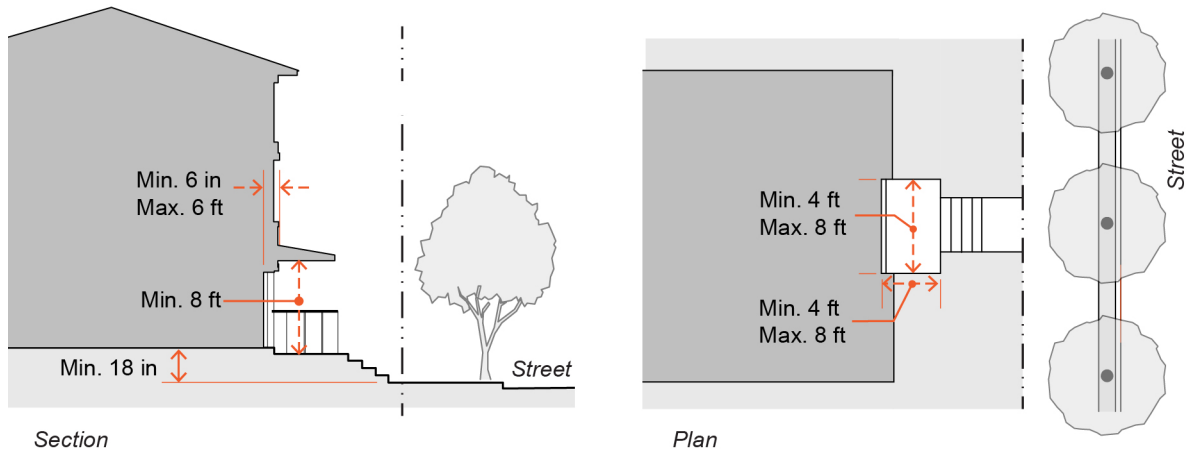 Min. 6 in
Max. 6 ft
Min. 8 ft
Min. 18 in
Street
Section
Min. 4 ft
Max. 8 ft
Min. 4 ft
Max. 8 ft
Street
Plan